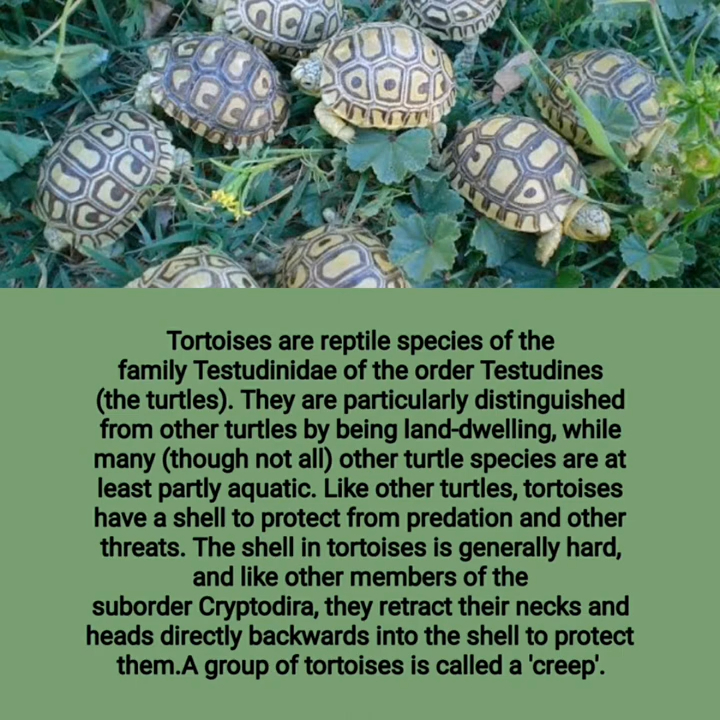 Tortoises are reptile species of the
family Testudinidae of the order Testudines
(the turtles). They are particularly distinguished
from other turtles by being land-dwelling, while
many (though not all) other turtle species are at
least partly aquatic. Like other turtles, tortoises
have a shell to protect from predation and other
threats. The shell in tortoises is generally hard,
and like other members of the
suborder Cryptodira, they retract their necks and
heads directly backwards into the shell to protect
them.A group of tortoises is called a 'creep'.